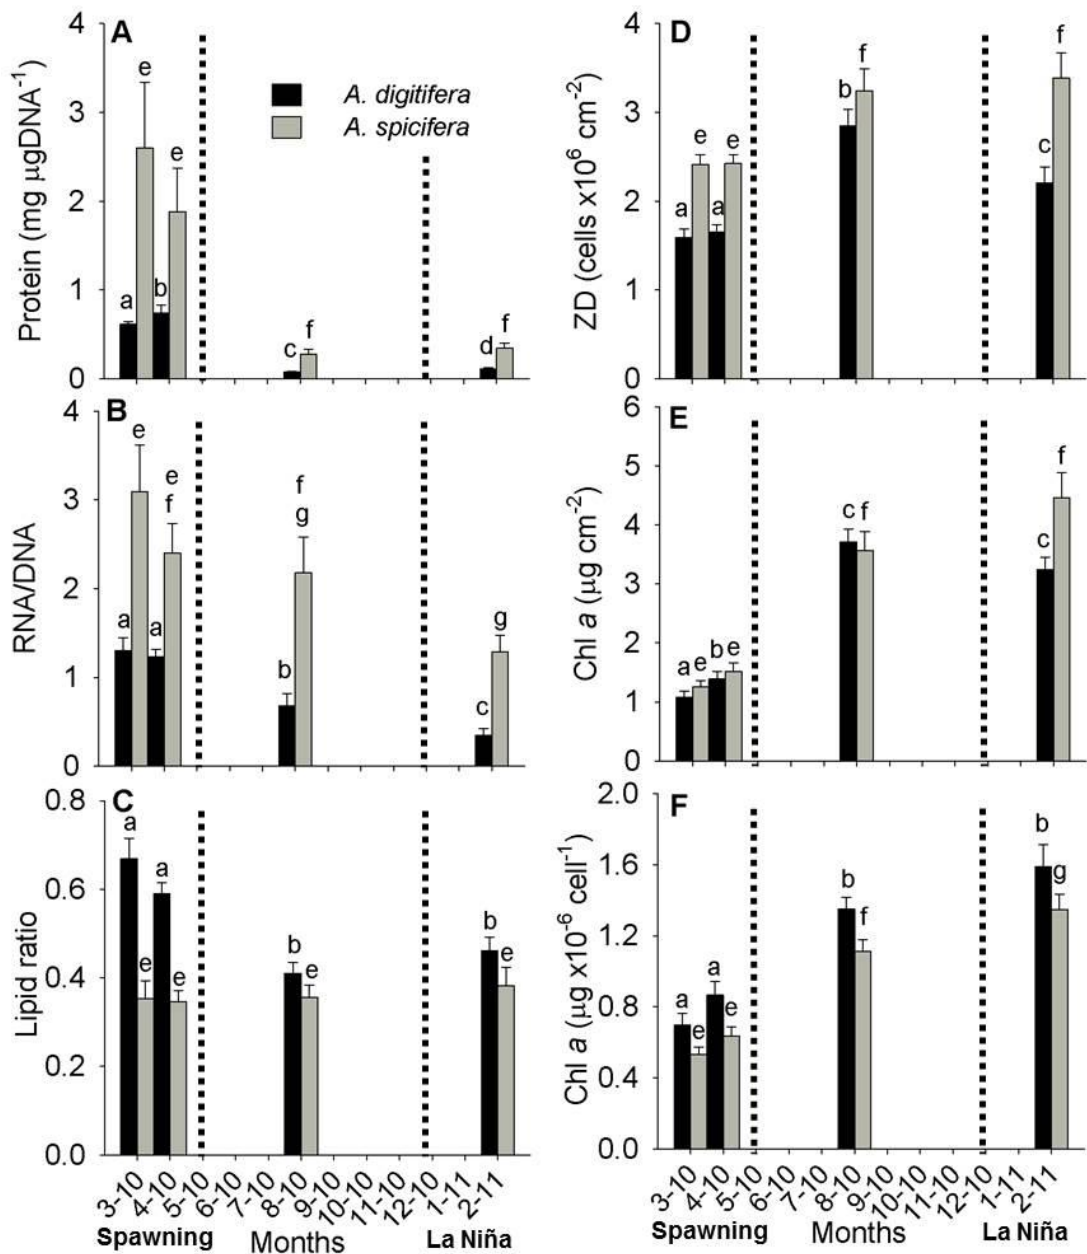 A
Protein (mg µgDNA⁻¹)
4
3
2
1
0
A. digitifera
A. spicifera
a
e
b
e
c
f
d
f
B
RNA/DNA
4
3
2
1
0
a
e
a
e
f
b
f
g
c
g
C
Lipid ratio
0.8
0.6
0.4
0.2
0.0
a
e
a
e
b
e
b
e
3-10
4-10
5-10
6-10
7-10
8-10
9-10
10-10
11-10
12-10
1-11
2-11
Spawning
Months
La Niña
D
ZD (cells x10⁶ cm⁻²)
4
3
2
1
0
a
e
a
e
b
f
c
f
E
Chl a (µg cm⁻²)
6
5
4
3
2
1
0
a
e
b
e
c
f
c
f
F
Chl a (µg x10⁻⁶ cell⁻¹)
2.0
1.6
1.2
0.8
0.4
0.0
a
e
a
e
b
f
b
g
3-10
4-10
5-10
6-10
7-10
8-10
9-10
10-10
11-10
12-10
1-11
2-11
Spawning
Months
La Niña